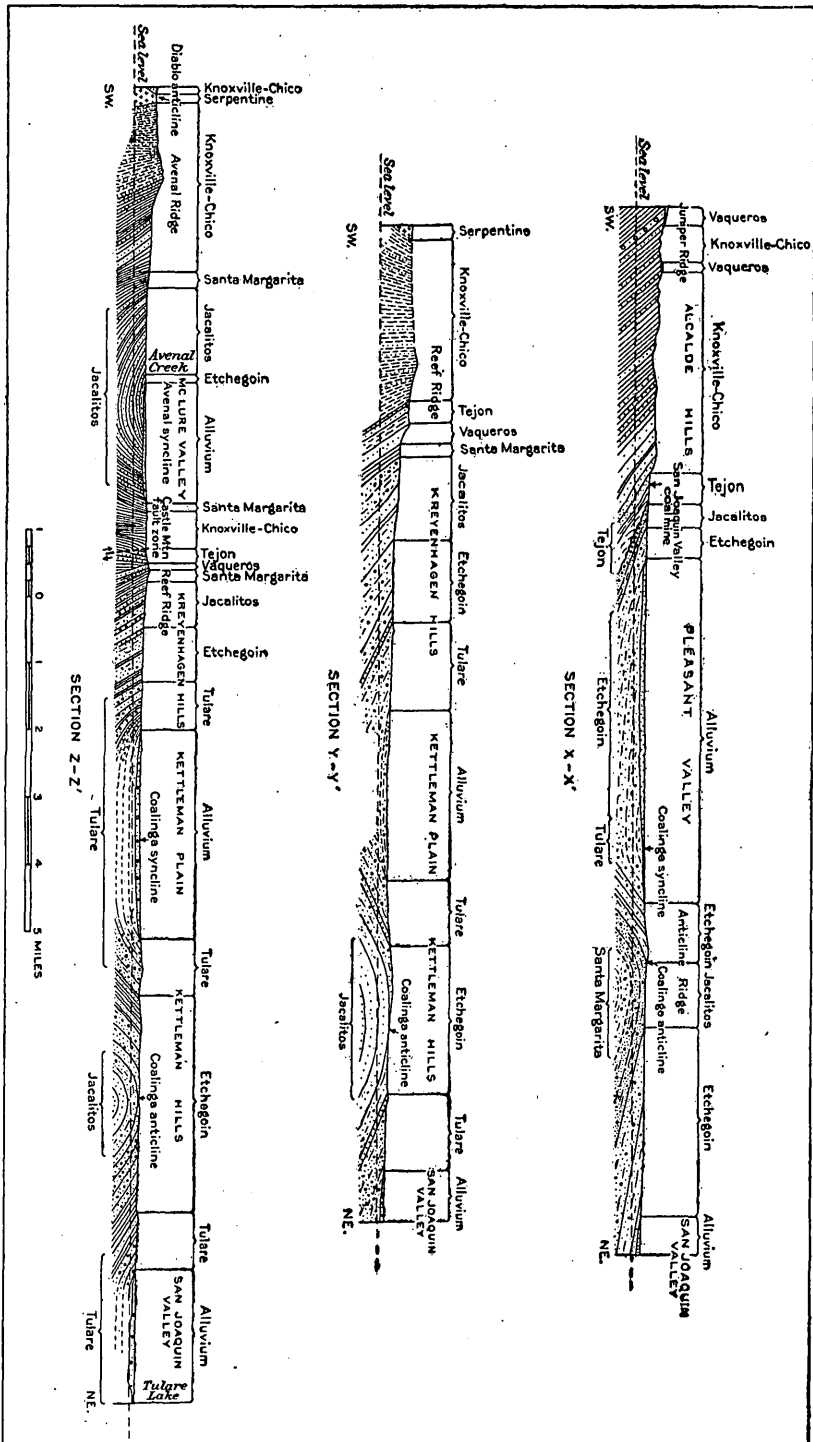 Vaqueros
Knoxville-Chico
Vaqueros
Knoxville-Chico
Tejon
Jacalitos
Etchegoin
Alluvium
Etchegoin
Jacalitos
Etchegoin
Alluvium
Juniper Ridge
ALCALDE HILLS
San Joaquin Valley
coal mine
PLEASANT VALLEY
Coalinga syncline
Anticline Ridge
Coalinga anticline
SAN JOAQUIN
VALLEY
Sea level
SW.
Tejon
Etchegoin
Tulare
Santa Margarita
NE.
SECTION X-X'
Serpentine
Knoxville-Chico
Tejon
Vaqueros
Santa Margarita
Jacalitos
Etchegoin
Tulare
Alluvium
Tulare
Etchegoin
Tulare
Alluvium
Reef Ridge
KREYENHAGEN
HILLS
KETTLEMAN PLAIN
KETTLEMAN HILLS
Coalinga anticline
SAN JOAQUIN
VALLEY
Sea level
SW.
Jacalitos
NE.
SECTION Y-Y'
Knoxville-Chico
Serpentine
Knoxville-Chico
Santa Margarita
Jacalitos
Etchegoin
Alluvium
Santa Margarita
Knoxville-Chico
Tejon
Vaqueros
Santa Margarita
Jacalitos
Etchegoin
Tulare
Alluvium
Tulare
Etchegoin
Tulare
Alluvium
Diablo anticline
Avenal Ridge
Avenal Creek
MC LURE VALLEY
Avenal syncline
Castle Mtn
fault zone
Reef Ridge
KREYENHAGEN
HILLS
KETTLEMAN PLAIN
Coalinga syncline
KETTLEMAN HILLS
Coalinga anticline
SAN JOAQUIN
VALLEY
Tulare
Lake
Sea level
SW.
Jacalitos
Tulare
Jacalitos
Tulare
NE.
SECTION Z-Z'
1 0 1 2 3 4 5 MILES